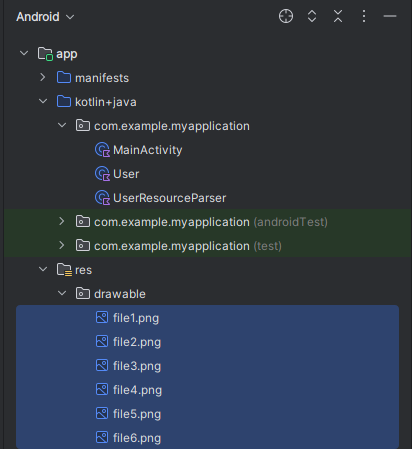 Android
app
manifests
kotlin+java
com.example.myapplication
MainActivity
User
UserResourceParser
com.example.myapplication (androidTest)
com.example.myapplication (test)
res
drawable
file1.png
file2.png
file3.png
file4.png
file5.png
file6.png